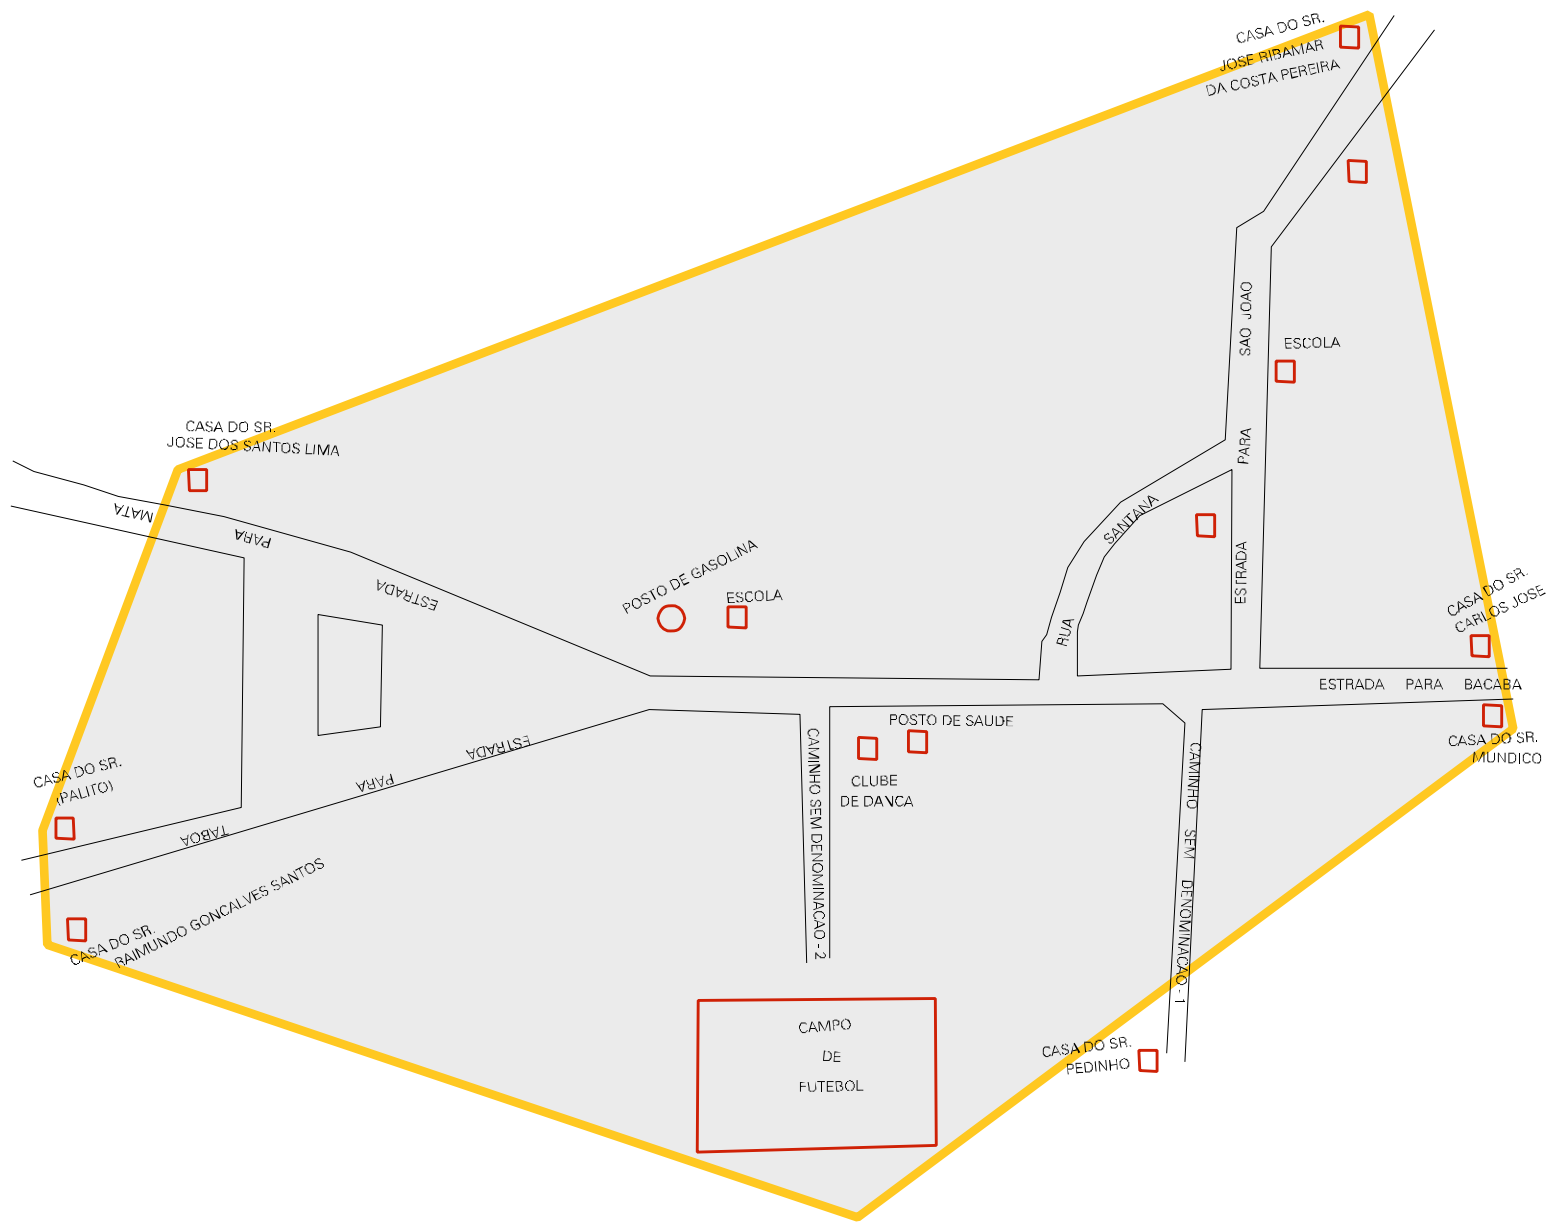 CASA DO SR.
JOSE RIBAMAR
DA COSTA PEREIRA
SAO JOAO
PARA
ESTRADA
ESCOLA
CASA DO SR.
JOSE DOS SANTOS LIMA
MATA
PARA
ESTRADA
POSTO DE GASOLINA
ESCOLA
RUA
SANTANA
CASA DO SR.
CARLOS JOSE
ESTRADA PARA BACABA
CASA DO SR.
MUNDICO
POSTO DE SAUDE
CLUBE
DE DANCA
CAMINHO SEM DENOMINACAO - 2
CAMINHO SEM DENOMINACAO - 1
ESTRADA
PARA
TABOA
CASA DO SR.
(PALITO)
CASA DO SR.
RAIMUNDO GONCALVES SANTOS
CAMPO
DE
FUTEBOL
CASA DO SR.
PEDINHO